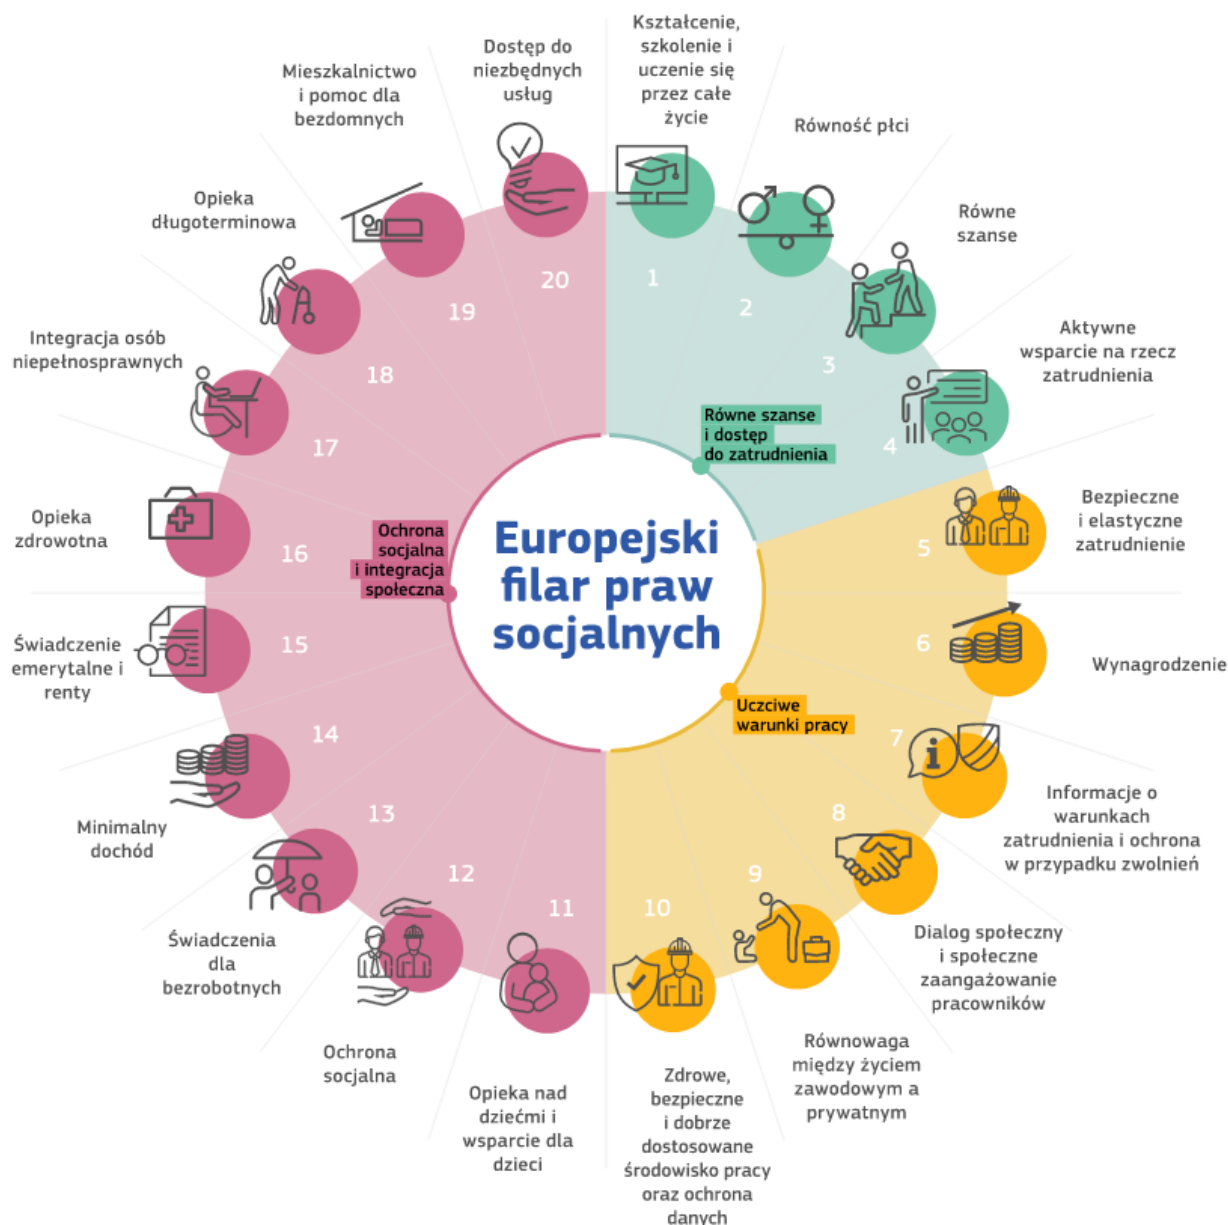 Kształcenie,
szkolenie i
uczenie się
przez całe
życie
1
Równość płci
2
Równe
szanse
3
Aktywne
wsparcie na rzecz
zatrudnienia
4
Równe szanse
i dostęp
do zatrudnienia
Bezpieczne
i elastyczne
zatrudnienie
5
Wynagrodzenie
6
Informacje o
warunkach
zatrudnienia i ochrona
w przypadku zwolnień
7
i
Dialog społeczny
i społeczne
zaangażowanie
pracowników
8
Równowaga
między życiem
zawodowym a
prywatnym
9
Zdrowe,
bezpieczne
i dobrze
dostosowane
środowisko pracy
oraz ochrona
danych
10
Uczciwe
warunki pracy
Opieka nad
dziećmi i
wsparcie dla
dzieci
11
Ochrona
socjalna
12
Świadczenia
dla
bezrobotnych
13
Minimalny
dochód
14
Świadczenie
emerytalne i
renty
15
Opieka
zdrowotna
16
Integracja osób
niepełnosprawnych
17
Opieka
długoterminowa
18
Mieszkalnictwo
i pomoc dla
bezdomnych
19
Dostęp do
niezbędnych
usług
20
Ochrona
socjalna
i integracja
społeczna
Europejski
filar praw
socjalnych